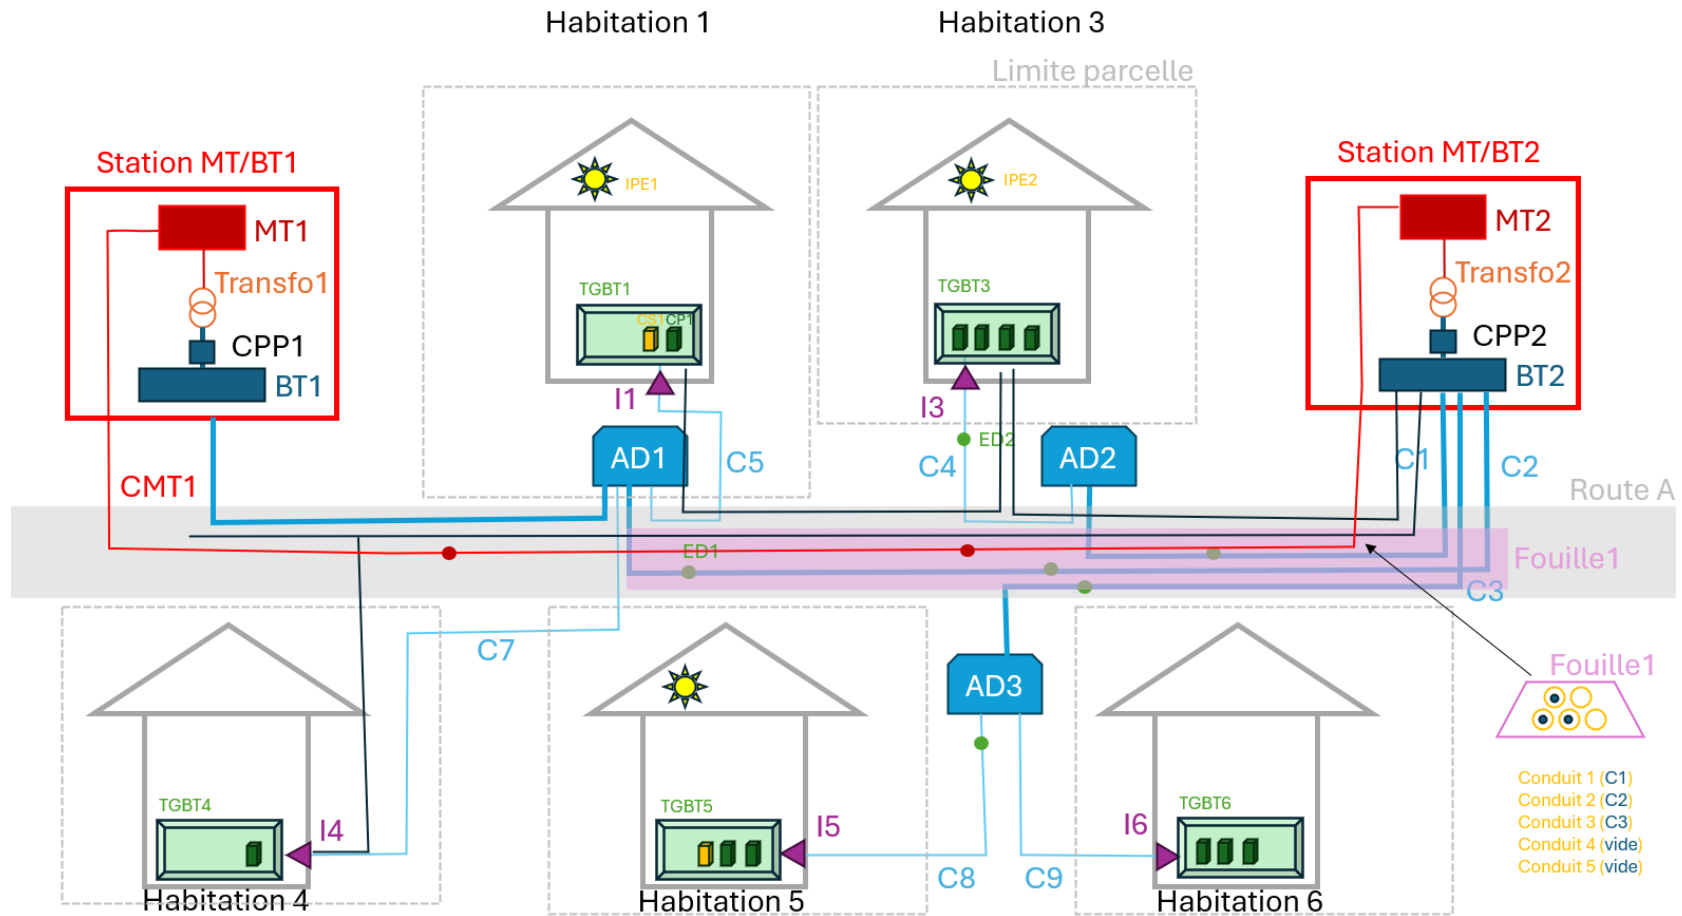 Habitation 1
Habitation 3
Limite parcelle
Station MT/BT1
Station MT/BT2
IPE1
IPE2
MT1
MT2
Transfo1
Transfo2
TGBT1
TGBT3
CS1
CP1
CPP1
CPP2
BT1
BT2
I1
I3
AD1
C5
C4
ED2
AD2
C1
C2
CMT1
Route A
ED1
Fouille1
C3
C7
AD3
Fouille1
Conduit 1 (C1)
Conduit 2 (C2)
Conduit 3 (C3)
Conduit 4 (vide)
Conduit 5 (vide)
TGBT4
TGBT5
TGBT6
I4
I5
I6
C8
C9
Habitation 4
Habitation 5
Habitation 6